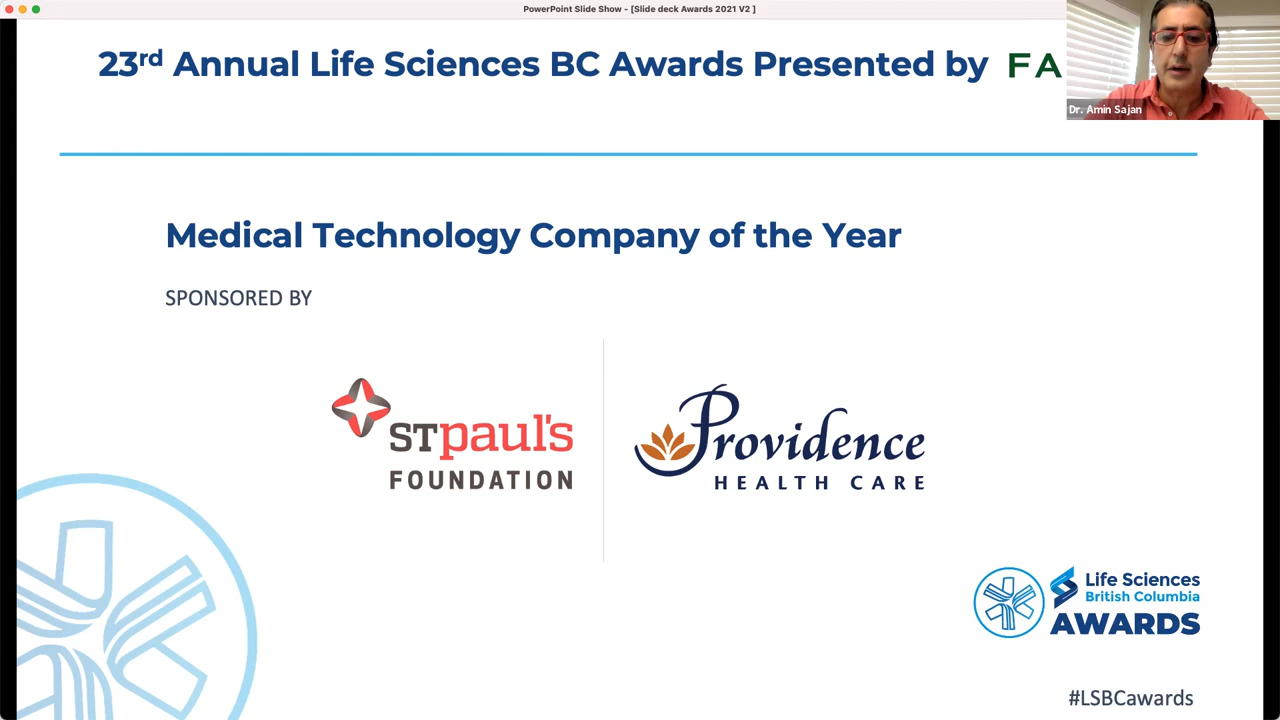 PowerPoint Slide Show - [Slide deck Awards 2021 V2 ]
23rd Annual Life Sciences BC Awards Presented by FA
Dr. Amin Sajan
Medical Technology Company of the Year
SPONSORED BY
STpaul's
FOUNDATION
Providence
HEALTH CARE
Life Sciences
British Columbia
AWARDS
#LSBCawards